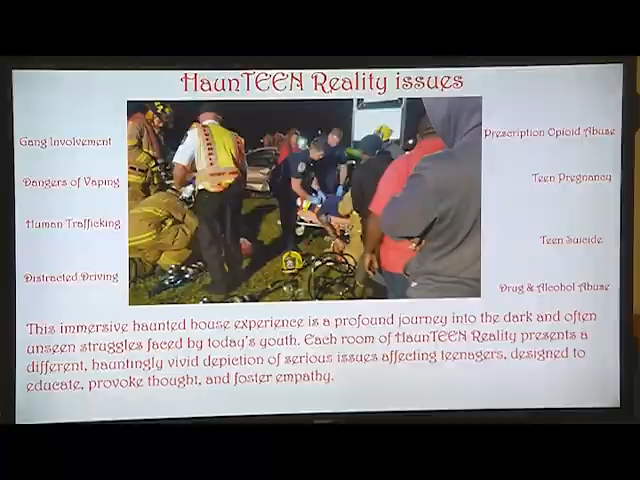 HaunTEEN Reality issues
Gang Involvement
Dangers of Vaping
Human Trafficking
Distracted Driving
Prescription Opioid Abuse
Teen Pregnancy
Teen Suicide
Drug & Alcohol Abuse
This immersive haunted house experience is a profound journey into the dark and often
unseen struggles faced by today's youth. Each room of HaunTEEN Reality presents a
different, hauntingly vivid depiction of serious issues affecting teenagers, designed to
educate, provoke thought, and foster empathy.